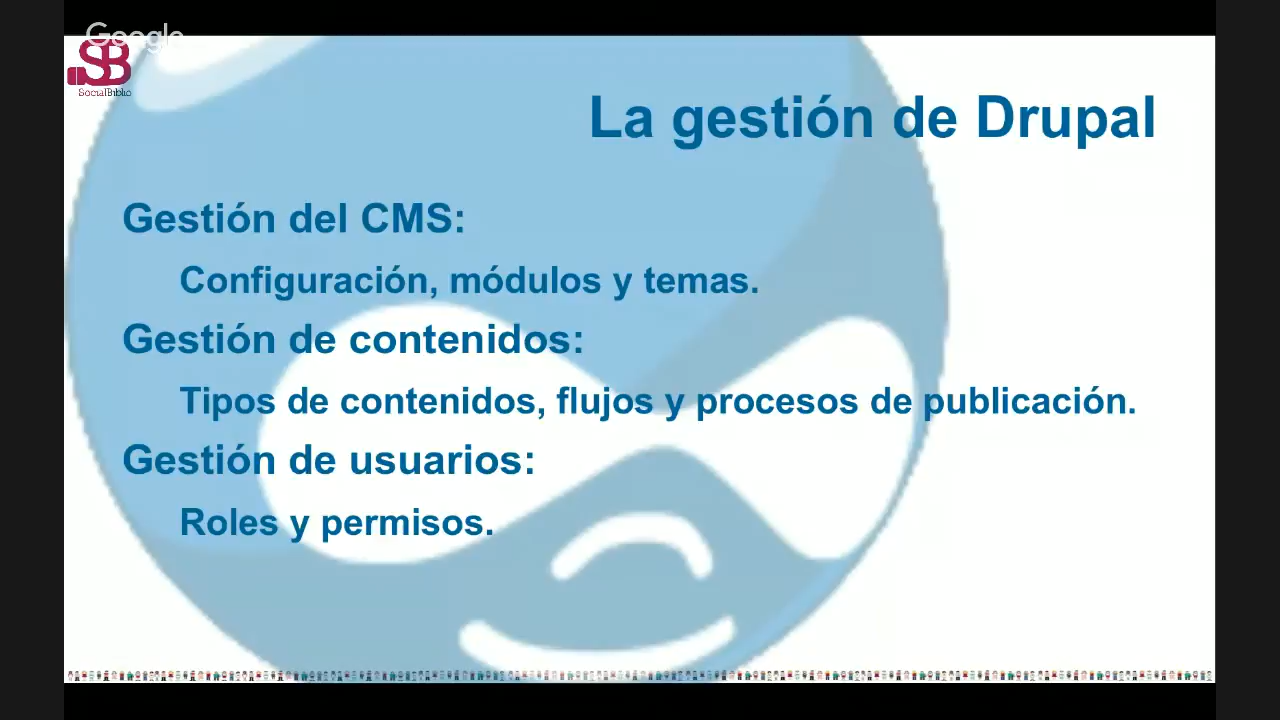 Google
SB
SocialBiblio
La gestión de Drupal
Gestión del CMS:
Configuración, módulos y temas.
Gestión de contenidos:
Tipos de contenidos, flujos y procesos de publicación.
Gestión de usuarios:
Roles y permisos.